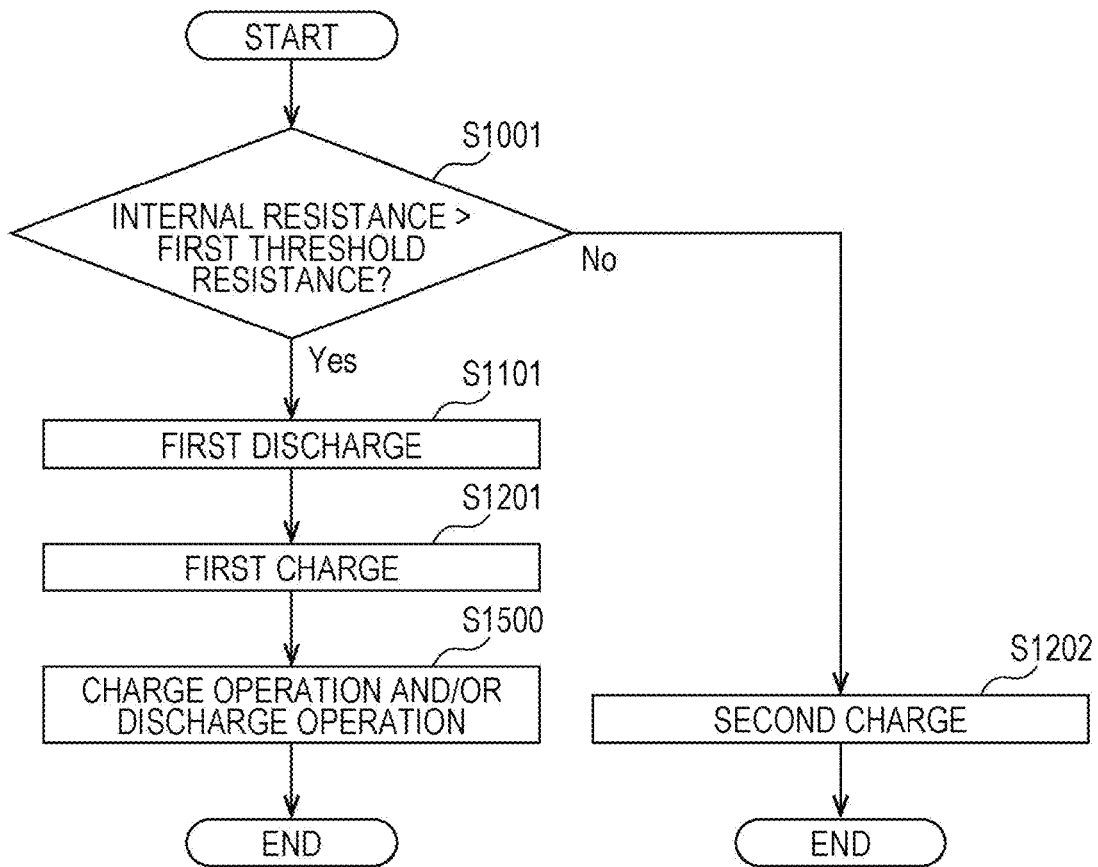 START
S1001
INTERNAL RESISTANCE >
FIRST THRESHOLD
RESISTANCE?
No
Yes
S1101
FIRST DISCHARGE
S1201
FIRST CHARGE
S1500
CHARGE OPERATION AND/OR
DISCHARGE OPERATION
S1202
SECOND CHARGE
END
END